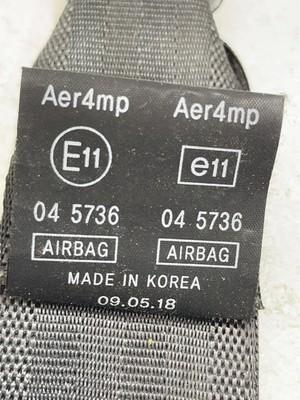 Aer4mp Aer4mp
E11 e11
04 5736 04 5736
AIRBAG AIRBAG
MADE IN KOREA
09.05.18